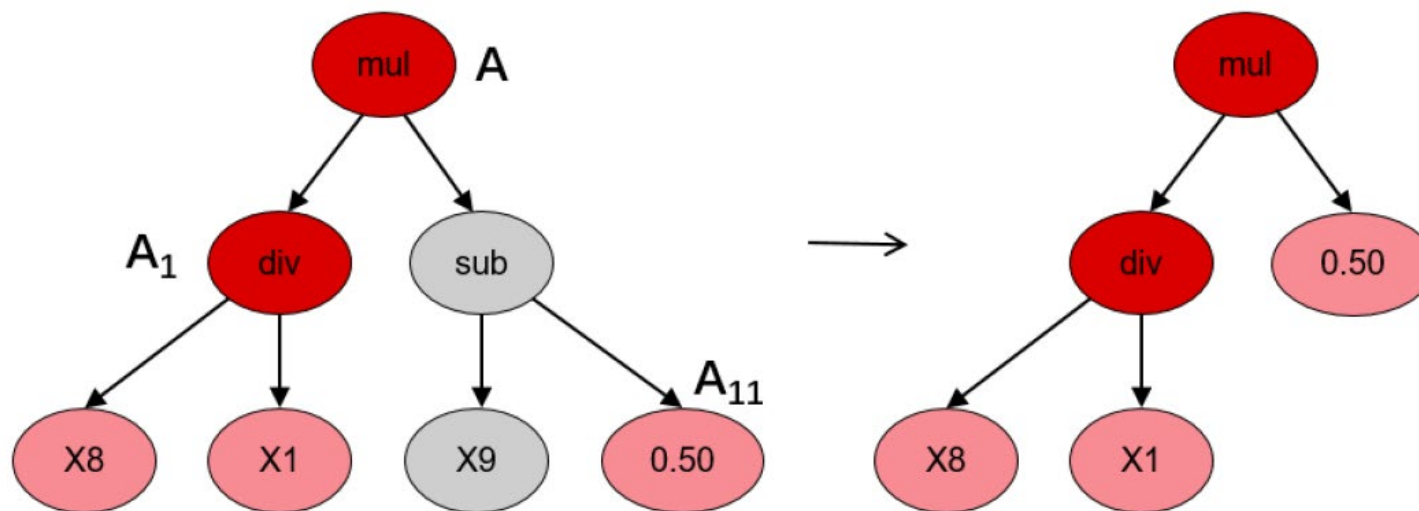 mul A mul
A₁ div sub div 0.50
A₁₁
X8 X1 X9 0.50 X8 X1